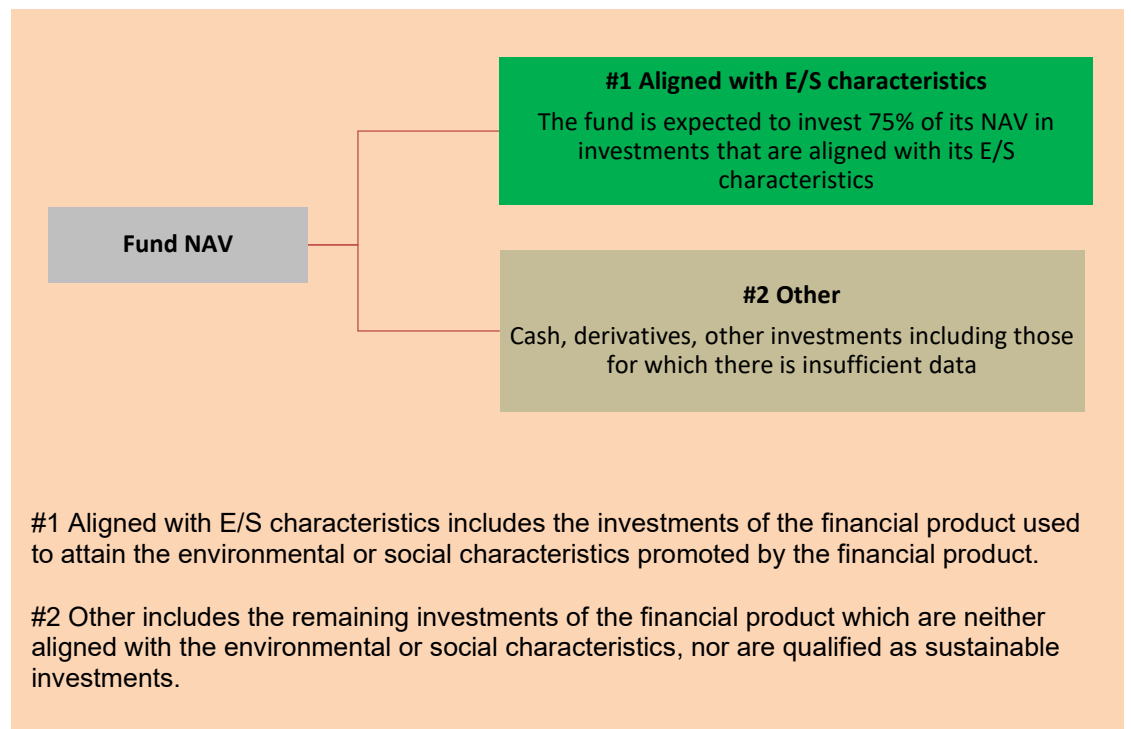 #1 Aligned with E/S characteristics
The fund is expected to invest 75% of its NAV in
investments that are aligned with its E/S
characteristics
Fund NAV
#2 Other
Cash, derivatives, other investments including those
for which there is insufficient data
#1 Aligned with E/S characteristics includes the investments of the financial product used
to attain the environmental or social characteristics promoted by the financial product.
#2 Other includes the remaining investments of the financial product which are neither
aligned with the environmental or social characteristics, nor are qualified as sustainable
investments.